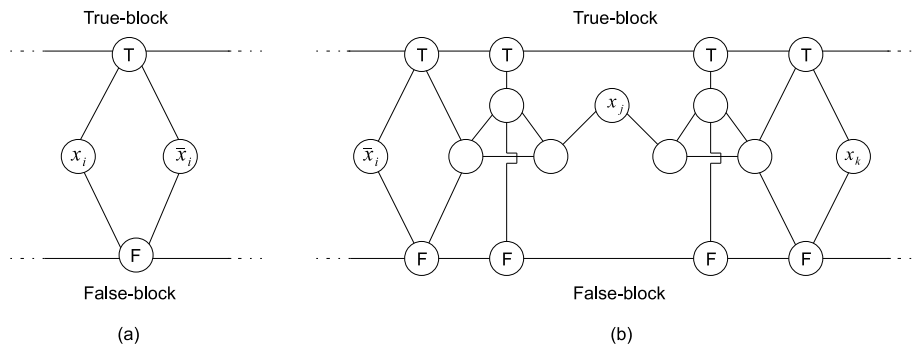 True-block
True-block
T
T
T
T
T
x_j
x_i
x̄_i
x̄_i
x_k
F
F
F
F
F
False-block
False-block
(a)
(b)